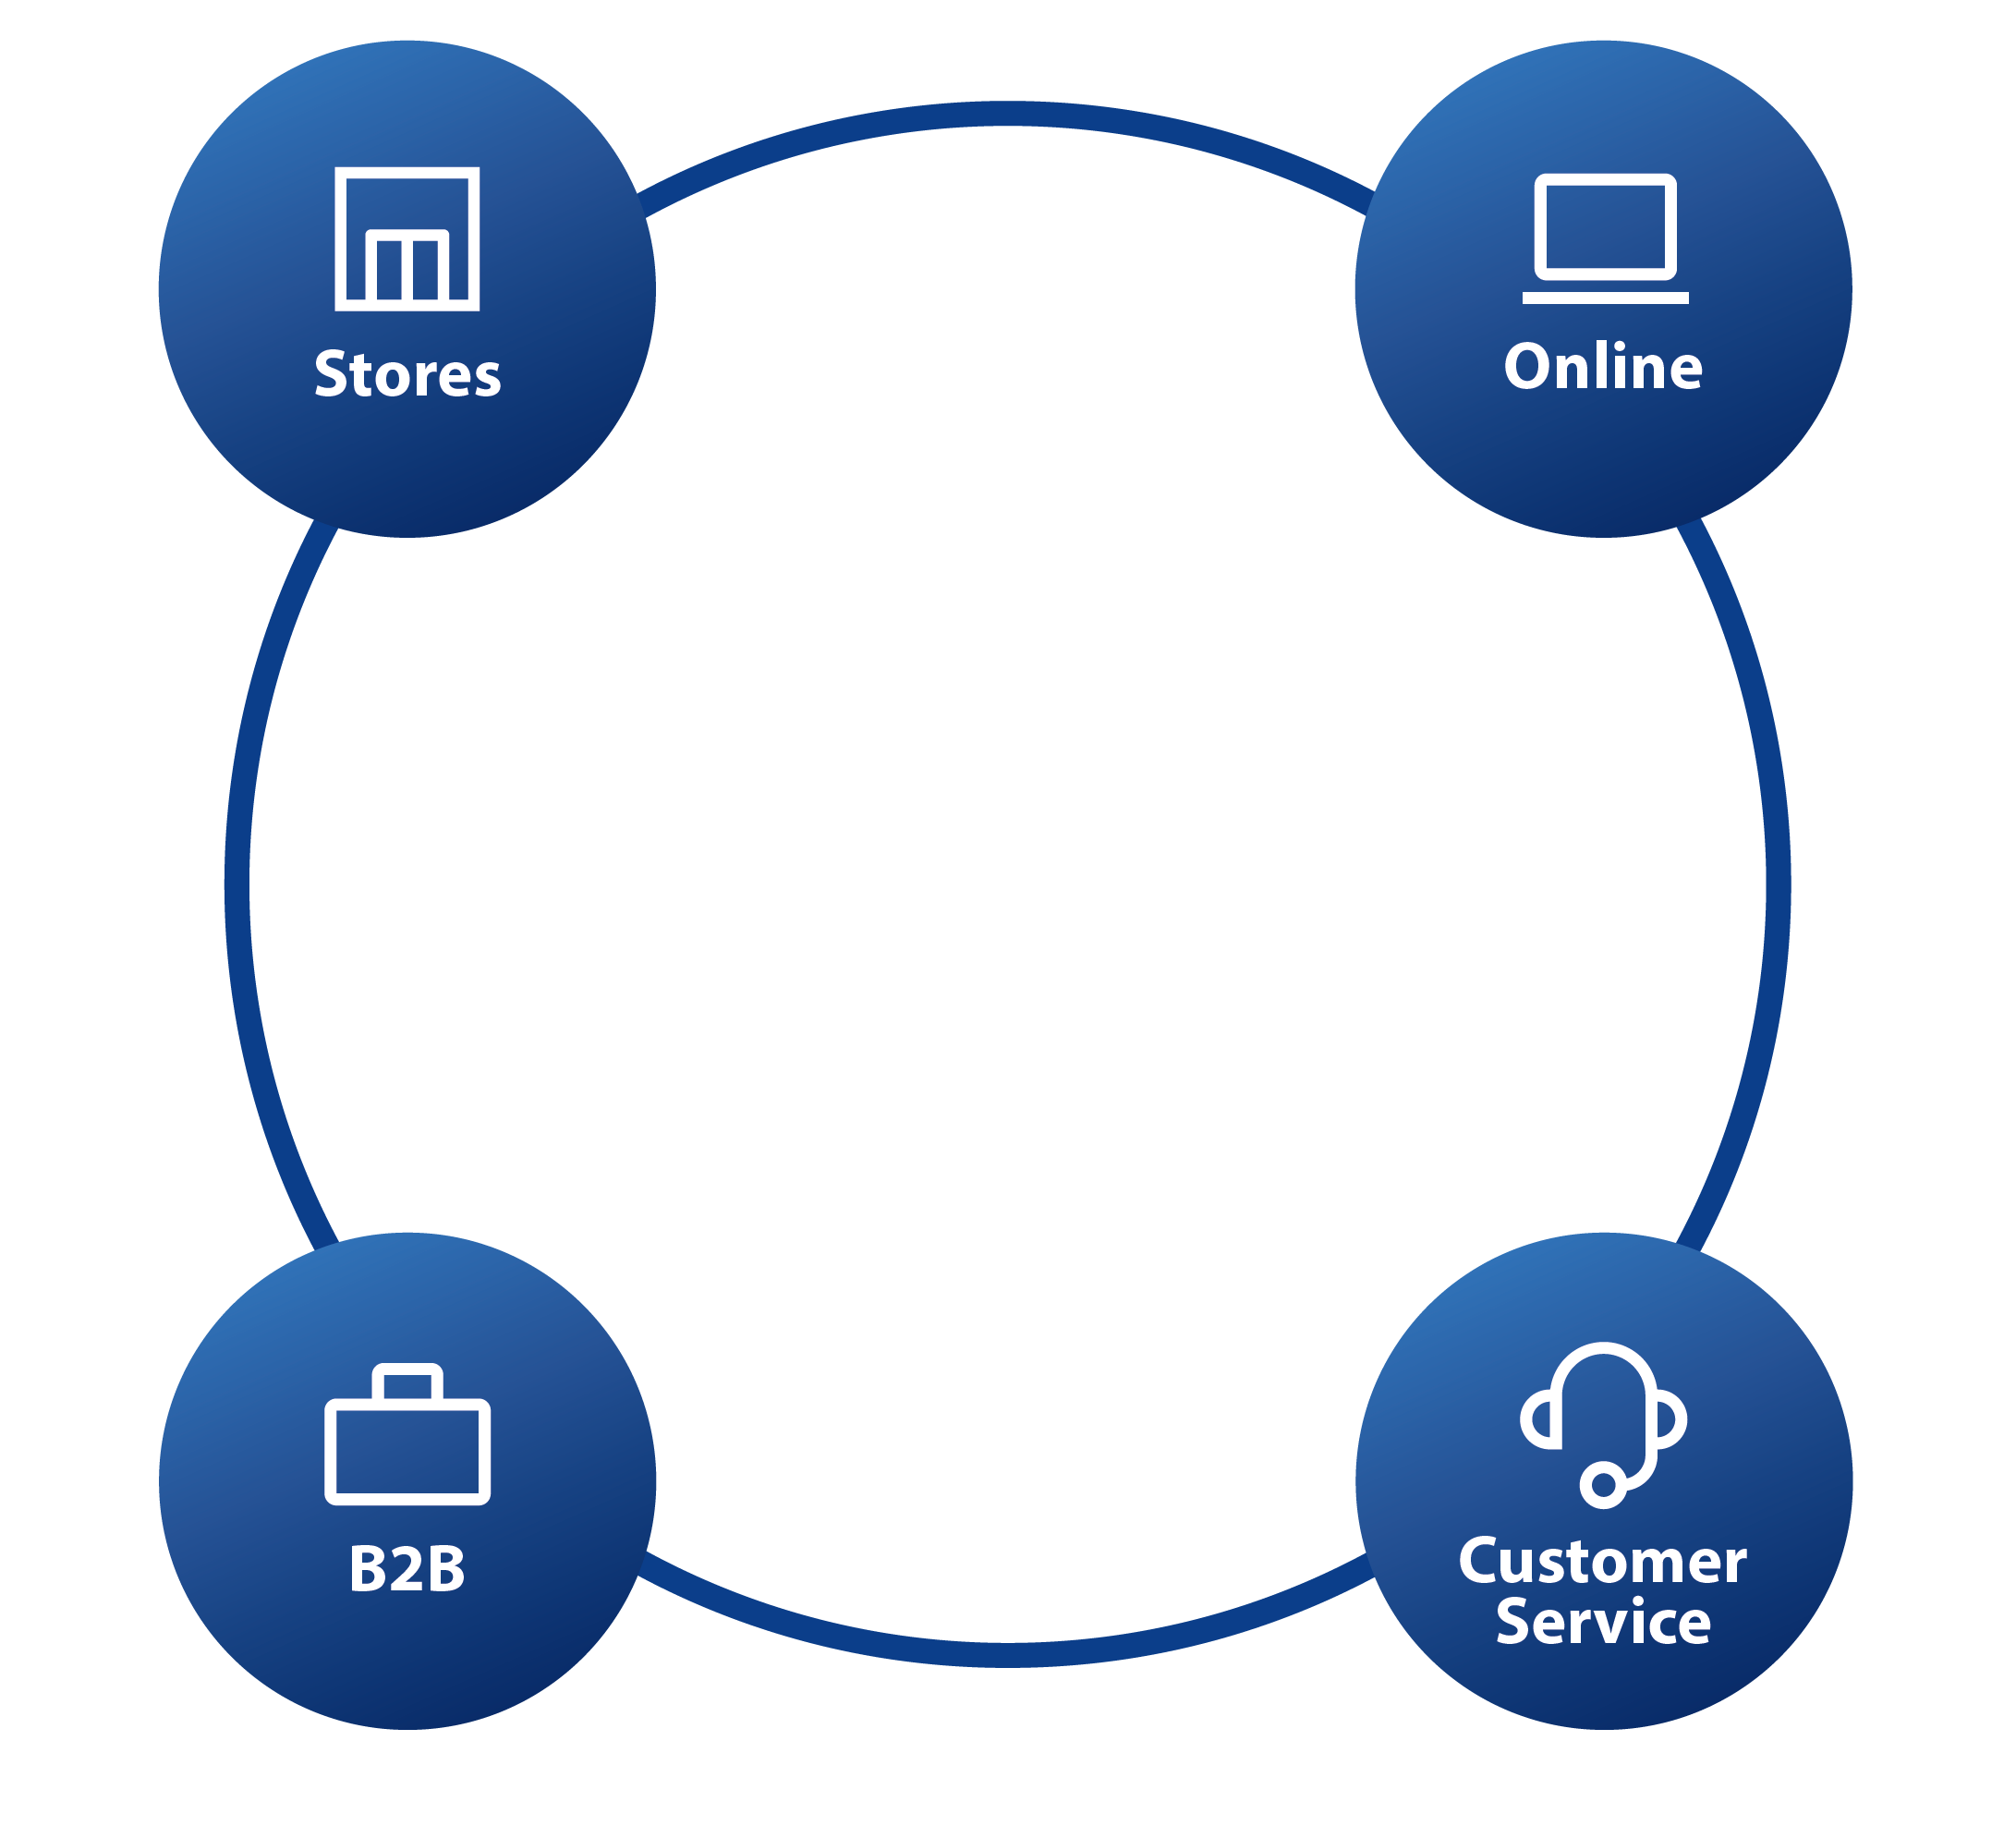 Stores
Online
B2B
Customer
Service